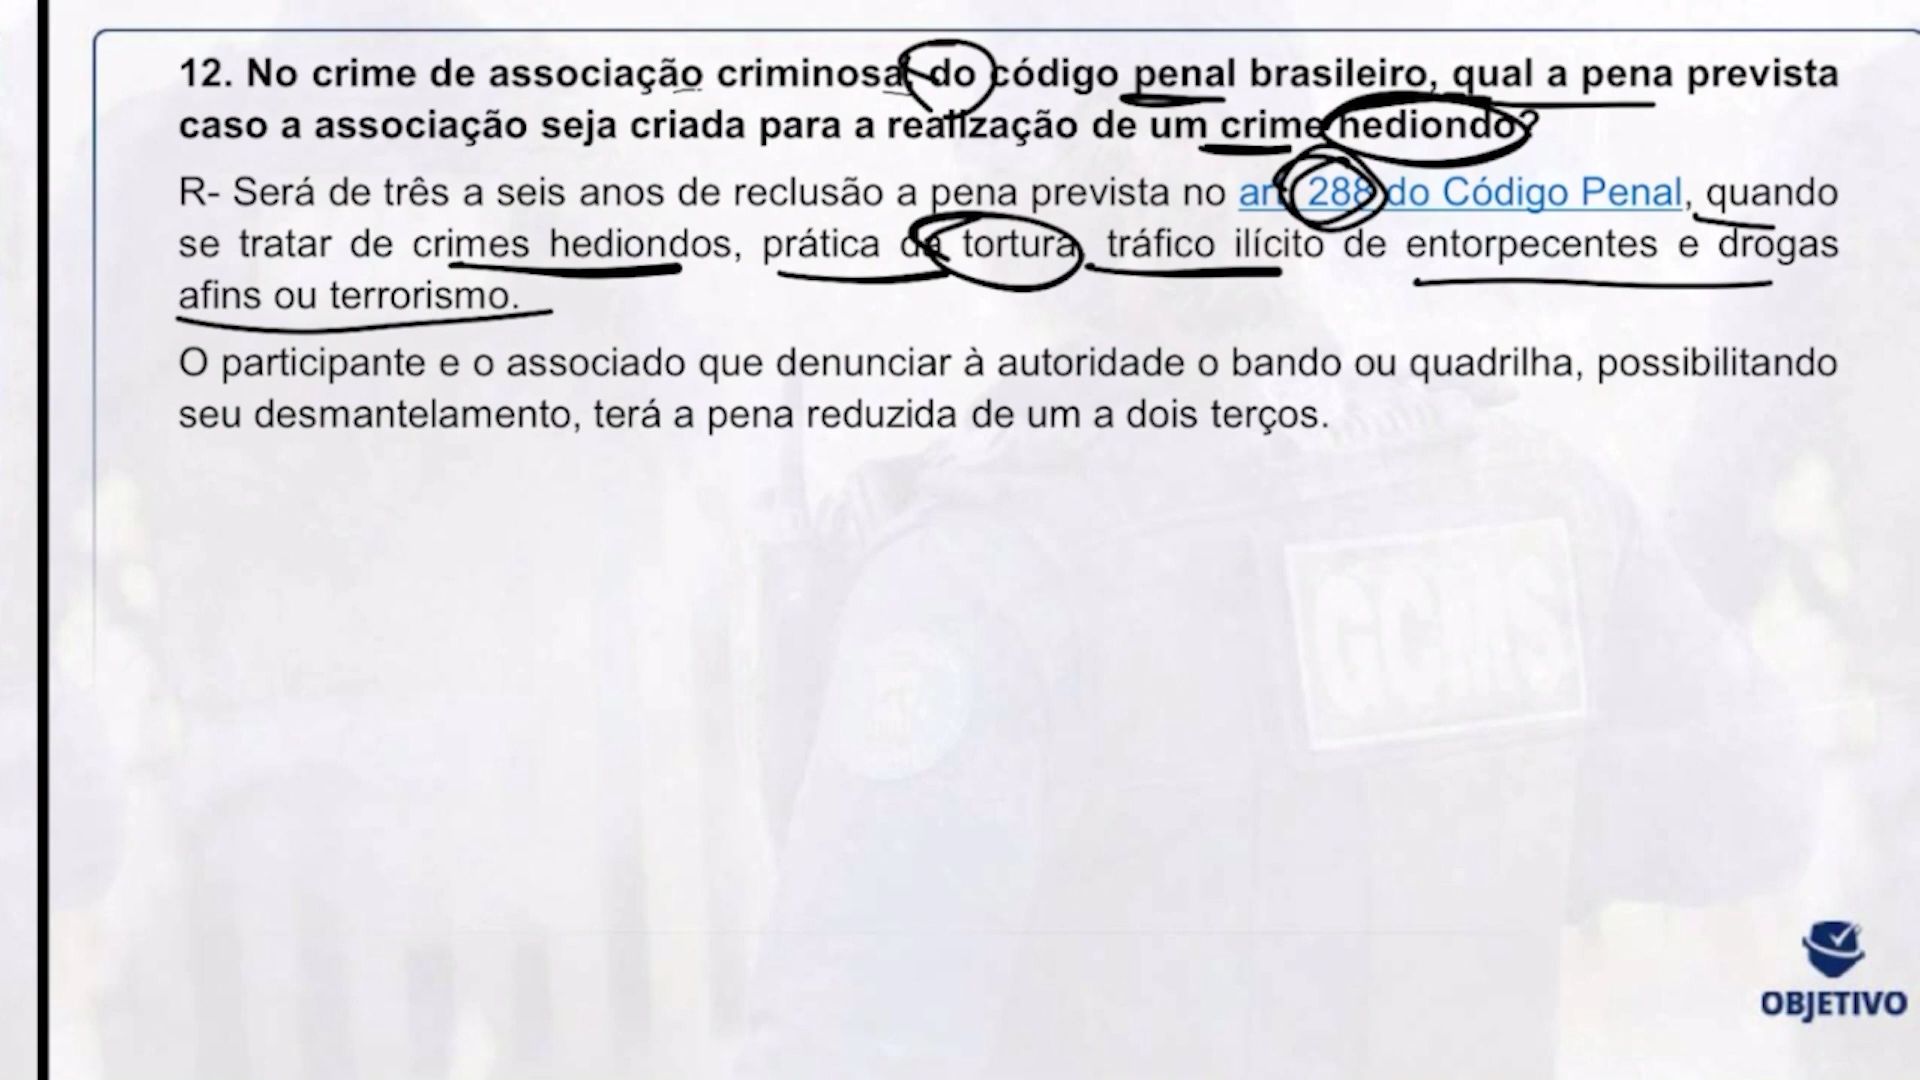 12. No crime de associação criminosa, do código penal brasileiro, qual a pena prevista
caso a associação seja criada para a realização de um crime hediondo?
R- Será de três a seis anos de reclusão a pena prevista no art. 288 do Código Penal, quando
se tratar de crimes hediondos, prática da tortura, tráfico ilícito de entorpecentes e drogas
afins ou terrorismo.
O participante e o associado que denunciar à autoridade o bando ou quadrilha, possibilitando
seu desmantelamento, terá a pena reduzida de um a dois terços.
GCMS
OBJETIVO